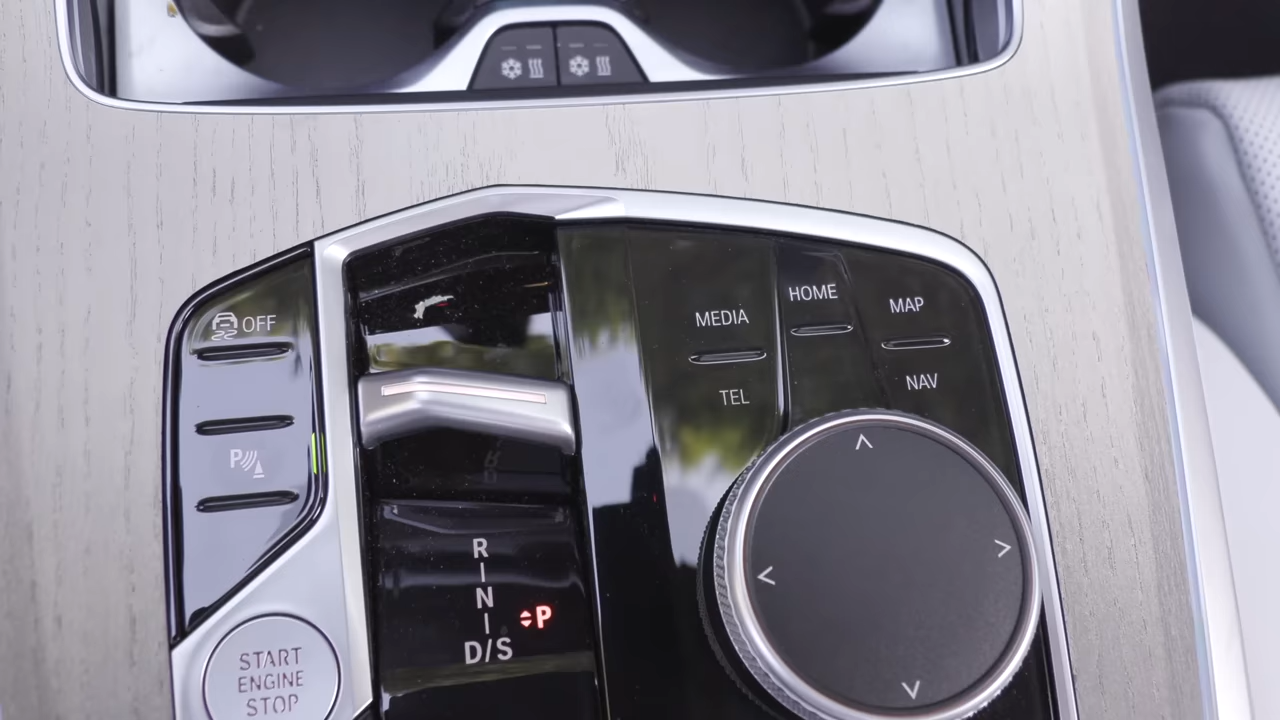 OFF
P
START
ENGINE
STOP
R
N
P
D/S
MEDIA
TEL
HOME
MAP
NAV